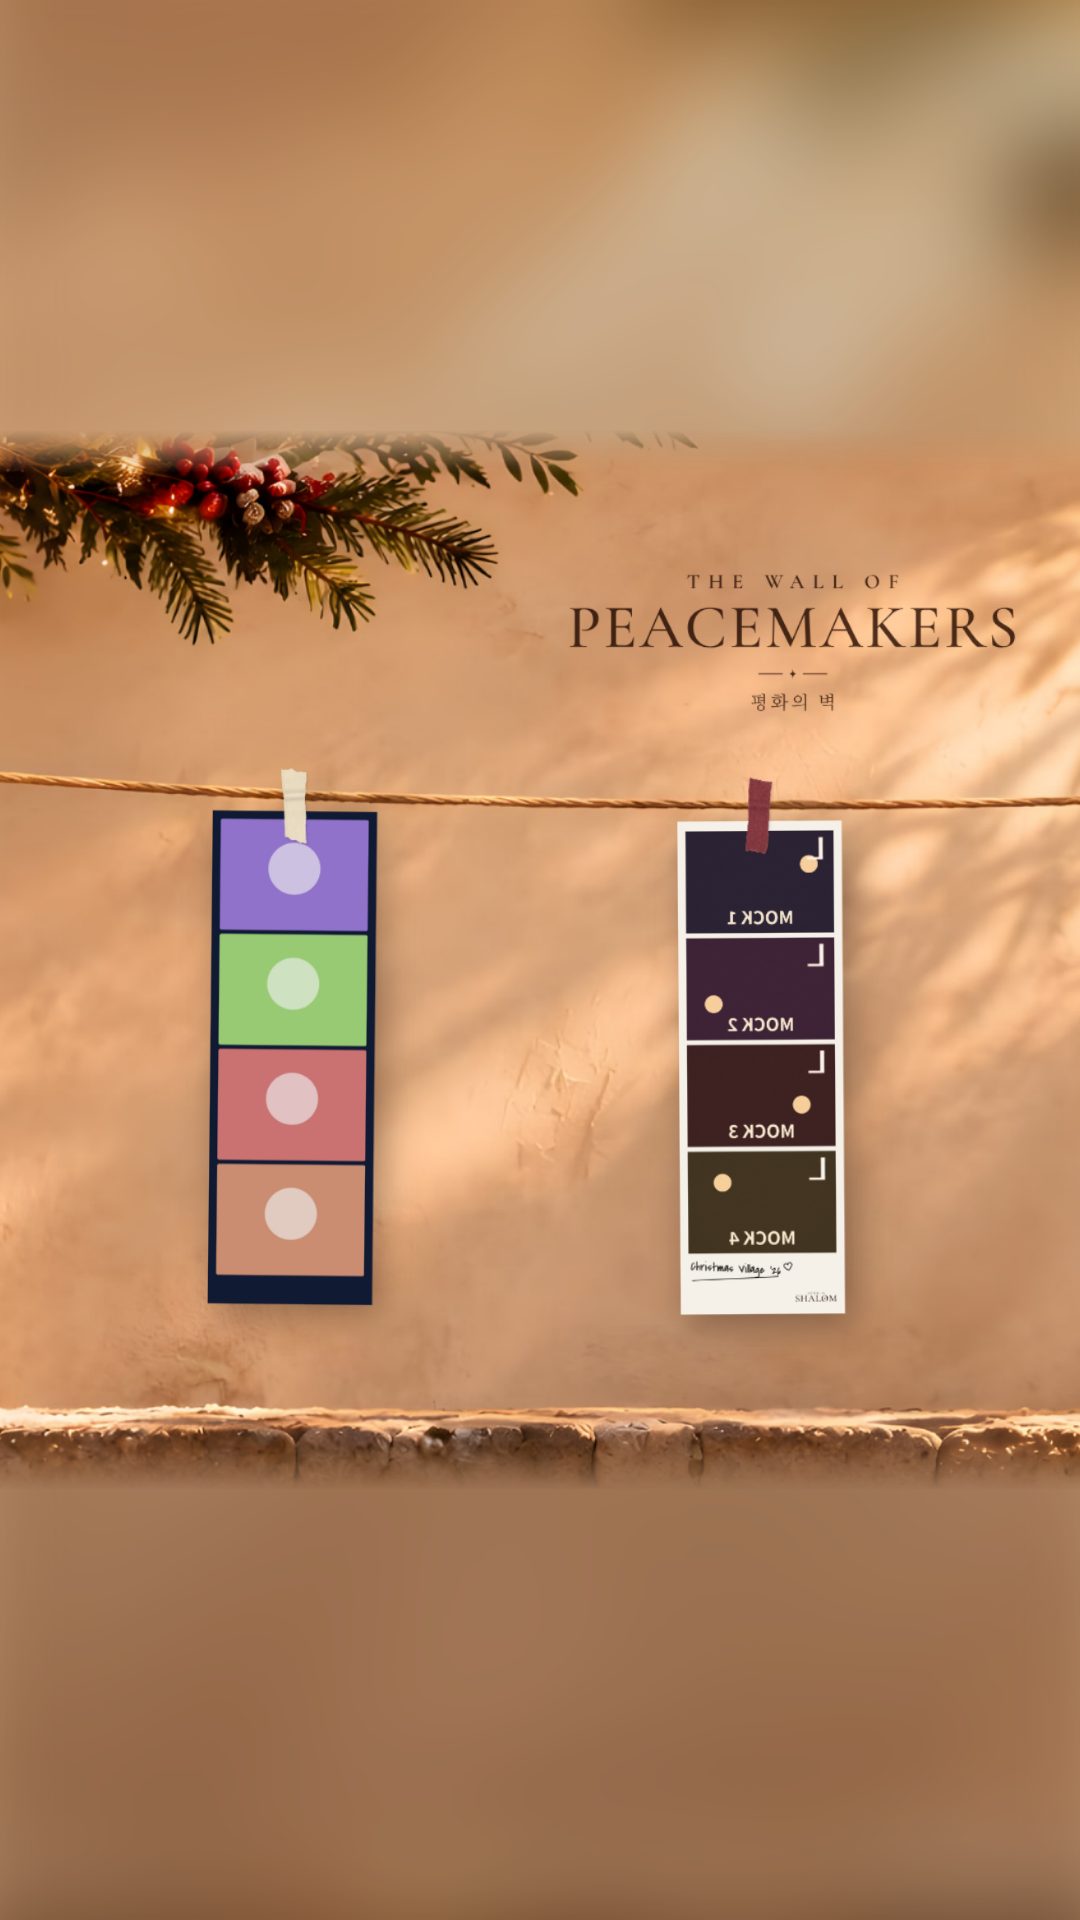 THE WALL OF
PEACEMAKERS
평화의 벽
MOCK 1
MOCK 2
MOCK 3
MOCK 4
Christmas Village '26 ♡
SHALOM